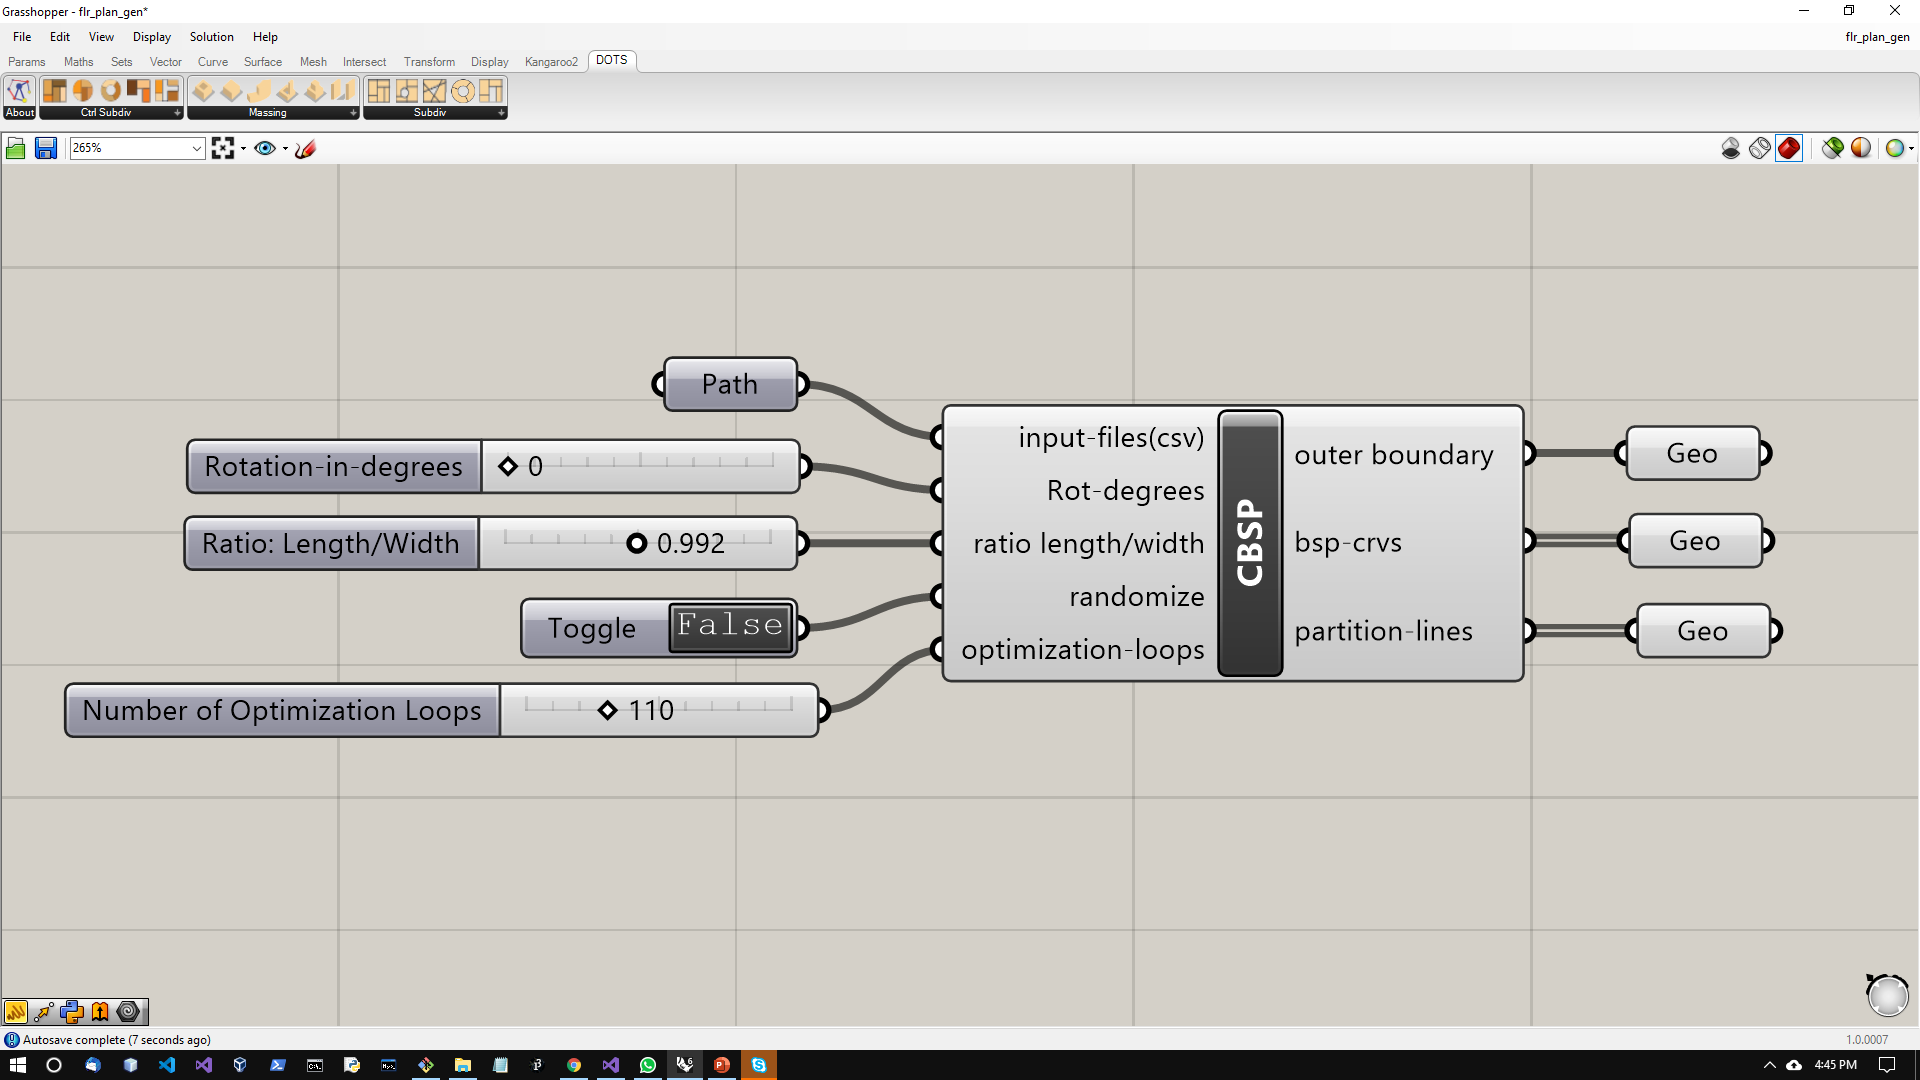 Grasshopper - flr_plan_gen*
File Edit View Display Solution Help flr_plan_gen
Params Maths Sets Vector Curve Surface Mesh Intersect Transform Display Kangaroo2 DOTS
About Ctrl Subdiv Massing Subdiv
265%
Path
input-files(csv)
outer boundary
Geo
Rotation-in-degrees 0
Rot-degrees
Ratio: Length/Width 0.992
ratio length/width
CBSP
bsp-crvs
Geo
Toggle False
randomize
partition-lines
Geo
optimization-loops
Number of Optimization Loops 110
Autosave complete (7 seconds ago)
1.0.0007
4:45 PM